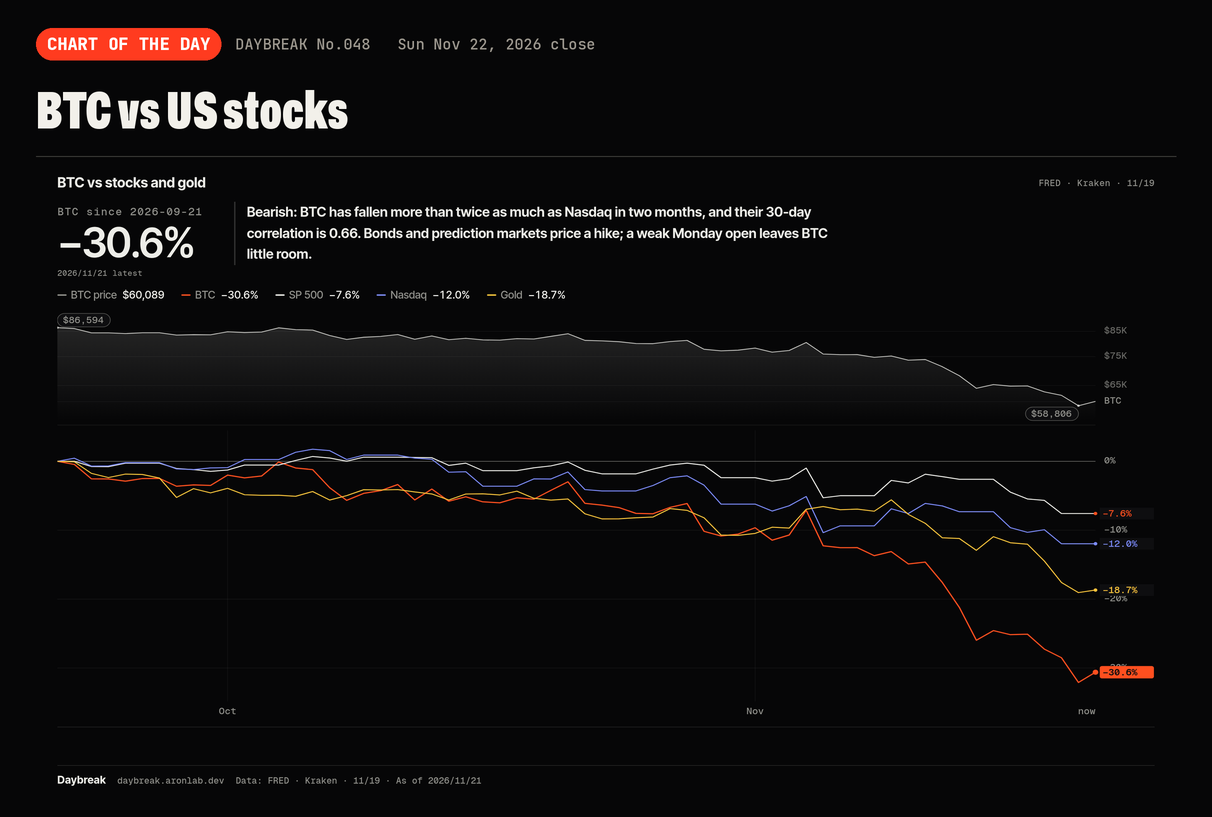 CHART OF THE DAY DAYBREAK No.048 Sun Nov 22, 2026 close
BTC vs US stocks
BTC vs stocks and gold
FRED · Kraken · 11/19
BTC since 2026-09-21
−30.6%
2026/11/21 latest
Bearish: BTC has fallen more than twice as much as Nasdaq in two months, and their 30-day
correlation is 0.66. Bonds and prediction markets price a hike; a weak Monday open leaves BTC
little room.
BTC price $60,089 BTC −30.6% SP 500 −7.6% Nasdaq −12.0% Gold −18.7%
$86,594
$85K
$75K
$65K
BTC
$58,806
0%
−7.6%
−10%
−12.0%
−18.7%
−20%
−30%
−30.6%
Oct Nov now
Daybreak daybreak.aronlab.dev Data: FRED · Kraken · 11/19 · As of 2026/11/21